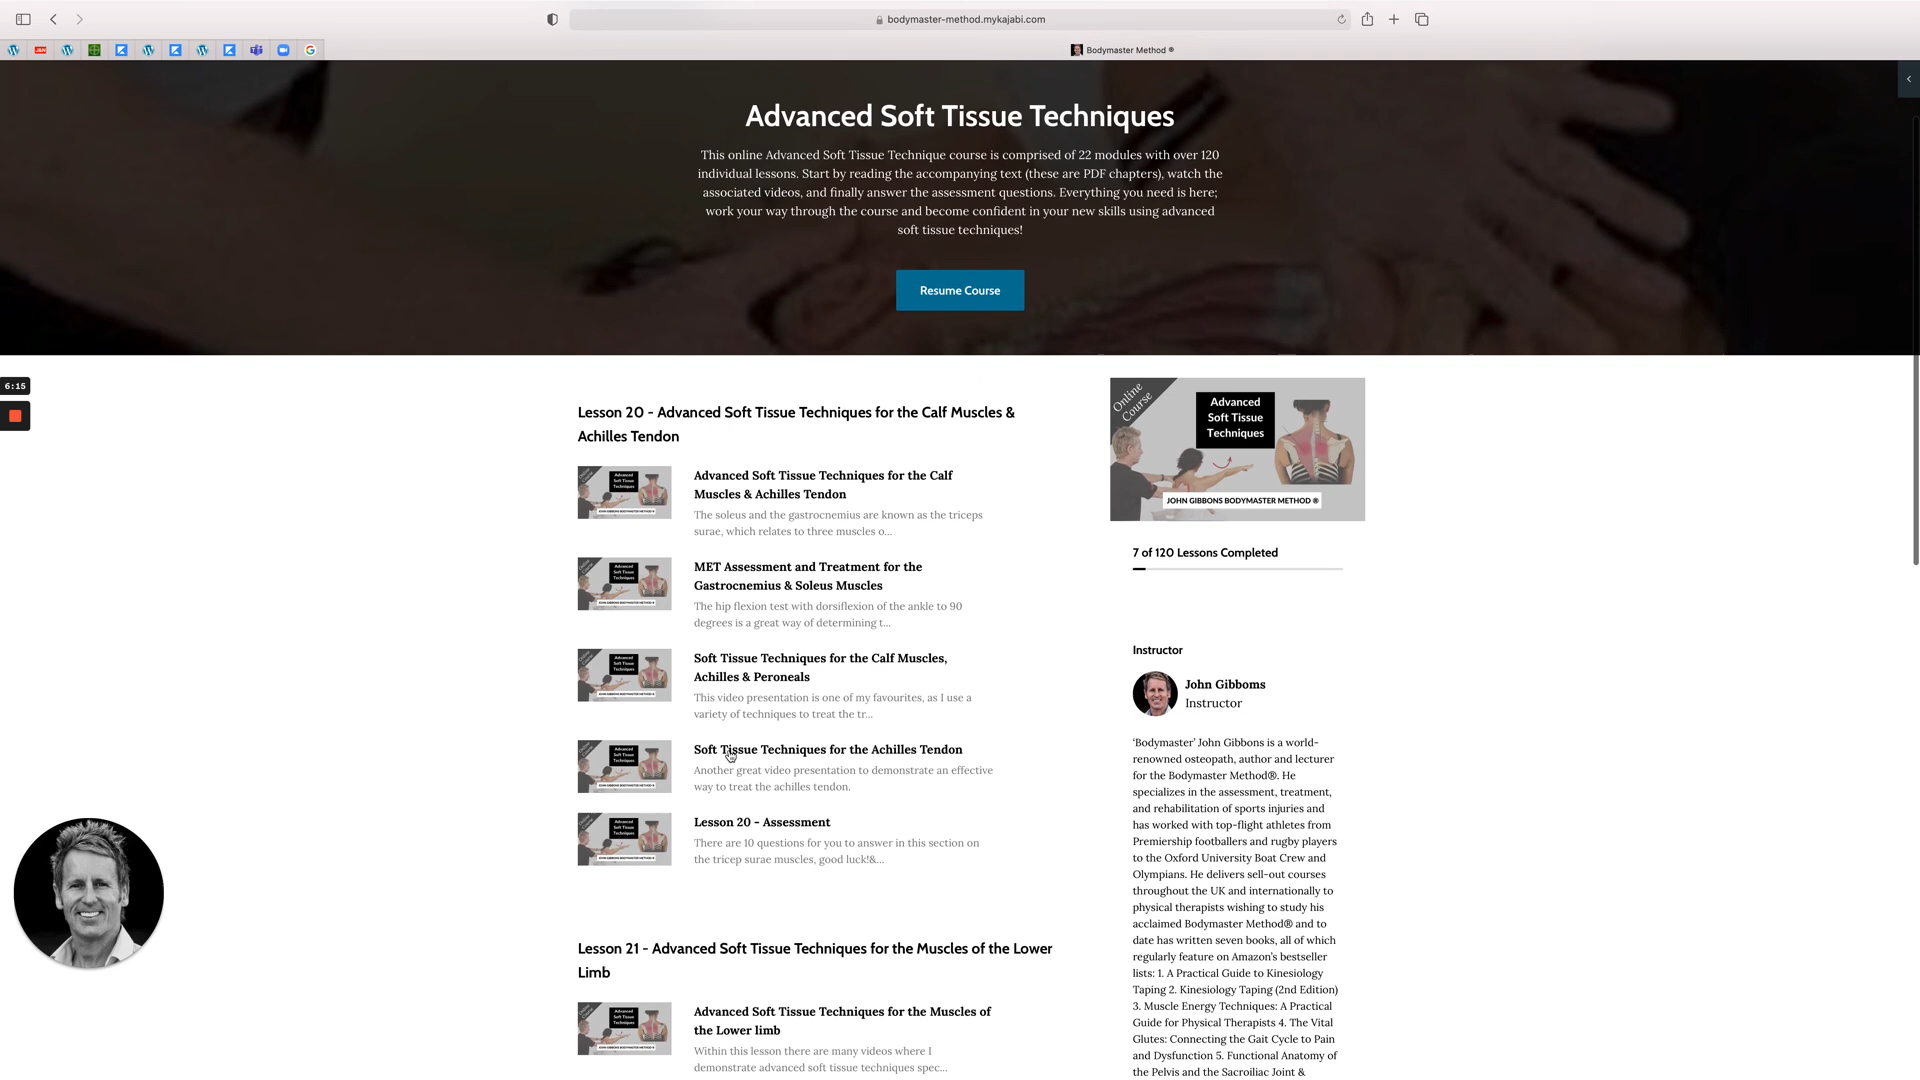 bodymaster-method.mykajabi.com
Bodymaster Method ®
Advanced Soft Tissue Techniques
This online Advanced Soft Tissue Technique course is comprised of 22 modules with over 120
individual lessons. Start by reading the accompanying text (these are PDF chapters), watch the
associated videos, and finally answer the assessment questions. Everything you need is here;
work your way through the course and become confident in your new skills using advanced
soft tissue techniques!
Resume Course
6:15
Lesson 20 - Advanced Soft Tissue Techniques for the Calf Muscles &
Achilles Tendon
Advanced Soft Tissue Techniques for the Calf
Muscles & Achilles Tendon
The soleus and the gastrocnemius are known as the triceps
surae, which relates to three muscles o...
MET Assessment and Treatment for the
Gastrocnemius & Soleus Muscles
The hip flexion test with dorsiflexion of the ankle to 90
degrees is a great way of determining t...
Soft Tissue Techniques for the Calf Muscles,
Achilles & Peroneals
This video presentation is one of my favourites, as I use a
variety of techniques to treat the tr...
Soft Tissue Techniques for the Achilles Tendon
Another great video presentation to demonstrate an effective
way to treat the achilles tendon.
Lesson 20 - Assessment
There are 10 questions for you to answer in this section on
the tricep surae muscles, good luck!&...
Lesson 21 - Advanced Soft Tissue Techniques for the Muscles of the Lower
Limb
Advanced Soft Tissue Techniques for the Muscles of
the Lower limb
Within this lesson there are many videos where I
demonstrate advanced soft tissue techniques spec...
Online
Course
Advanced
Soft Tissue
Techniques
JOHN GIBBONS BODYMASTER METHOD ®
7 of 120 Lessons Completed
Instructor
John Gibboms
Instructor
'Bodymaster' John Gibbons is a world-
renowned osteopath, author and lecturer
for the Bodymaster Method®. He
specializes in the assessment, treatment,
and rehabilitation of sports injuries and
has worked with top-flight athletes from
Premiership footballers and rugby players
to the Oxford University Boat Crew and
Olympians. He delivers sell-out courses
throughout the UK and internationally to
physical therapists wishing to study his
acclaimed Bodymaster Method® and to
date has written seven books, all of which
regularly feature on Amazon's bestseller
lists: 1. A Practical Guide to Kinesiology
Taping 2. Kinesiology Taping (2nd Edition)
3. Muscle Energy Techniques: A Practical
Guide for Physical Therapists 4. The Vital
Glutes: Connecting the Gait Cycle to Pain
and Dysfunction 5. Functional Anatomy of
the Pelvis and the Sacroiliac Joint &